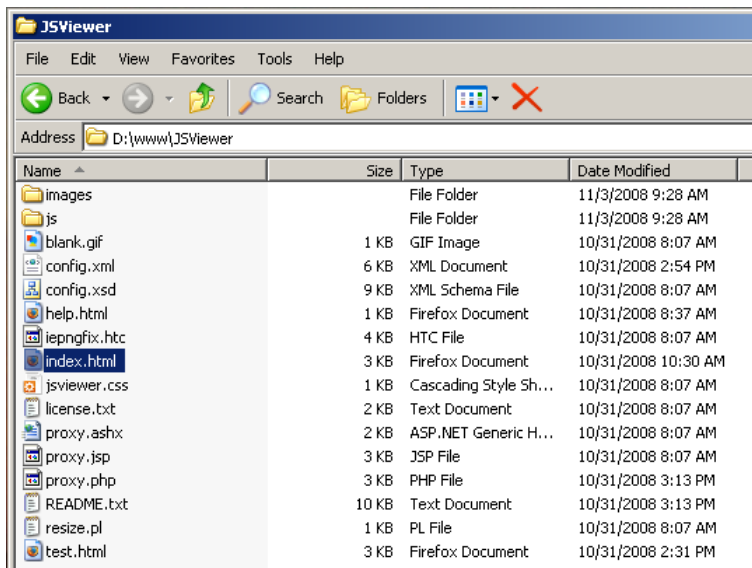 JSViewer
File Edit View Favorites Tools Help
Back Search Folders
Address D:\www\JSViewer
Name Size Type Date Modified
images File Folder 11/3/2008 9:28 AM
js File Folder 11/3/2008 9:28 AM
blank.gif 1 KB GIF Image 10/31/2008 8:07 AM
config.xml 6 KB XML Document 10/31/2008 2:54 PM
config.xsd 9 KB XML Schema File 10/31/2008 8:07 AM
help.html 1 KB Firefox Document 10/31/2008 8:37 AM
iepngfix.htc 4 KB HTC File 10/31/2008 8:07 AM
index.html 3 KB Firefox Document 10/31/2008 10:30 AM
jsviewer.css 1 KB Cascading Style Sh... 10/31/2008 8:07 AM
license.txt 2 KB Text Document 10/31/2008 8:07 AM
proxy.ashx 2 KB ASP.NET Generic H... 10/31/2008 8:07 AM
proxy.jsp 3 KB JSP File 10/31/2008 8:07 AM
proxy.php 3 KB PHP File 10/31/2008 3:13 PM
README.txt 10 KB Text Document 10/31/2008 3:13 PM
resize.pl 1 KB PL File 10/31/2008 8:07 AM
test.html 3 KB Firefox Document 10/31/2008 2:31 PM